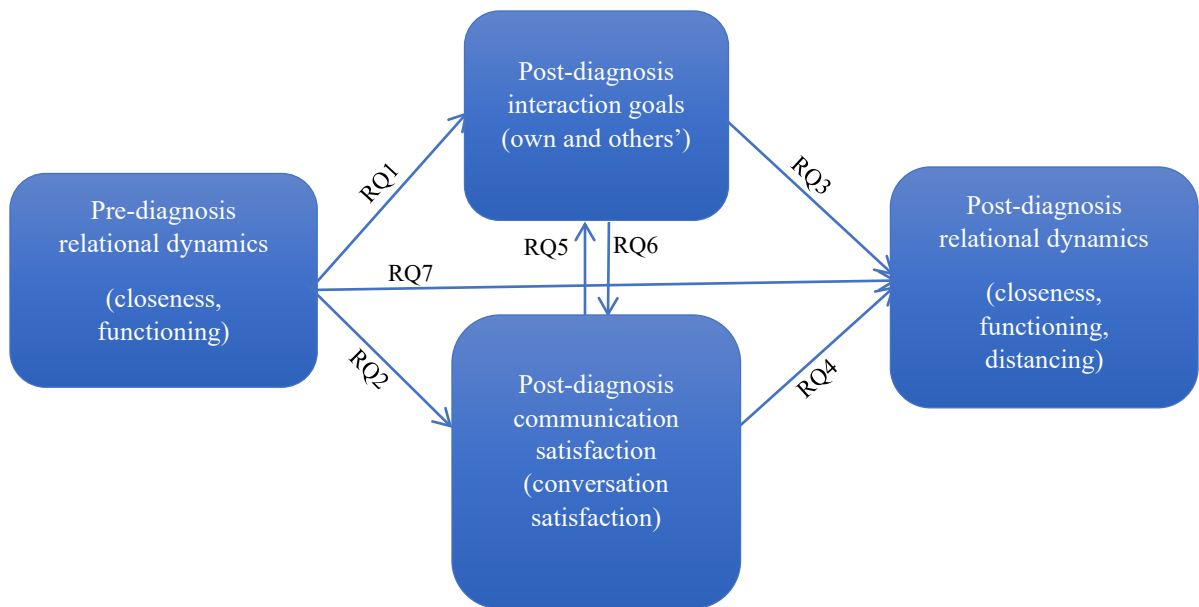 Post-diagnosis
interaction goals
(own and others’)
RQ1
RQ3
Pre-diagnosis
relational dynamics
(closeness,
functioning)
Post-diagnosis
relational dynamics
(closeness,
functioning,
distancing)
RQ5
RQ6
RQ7
RQ2
RQ4
Post-diagnosis
communication
satisfaction
(conversation
satisfaction)